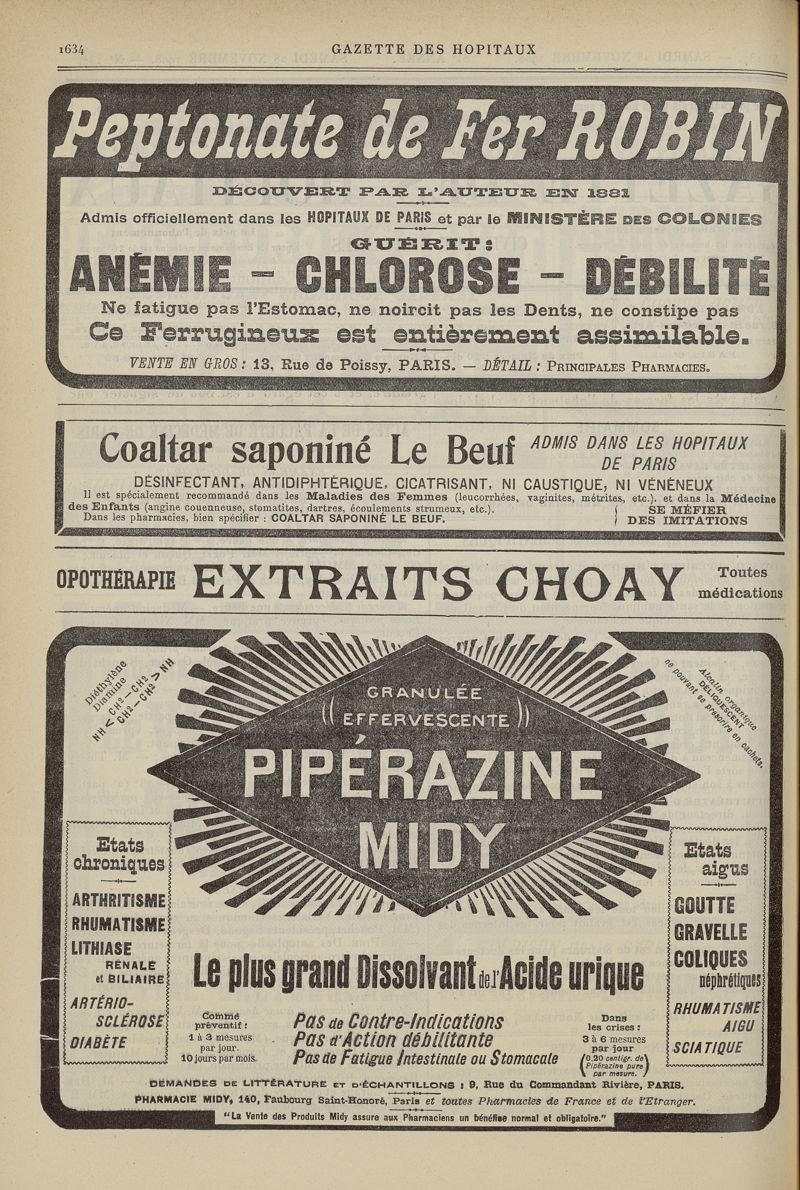 1634
GAZETTE DES HOPITAUX
Peptonate de Fer ROBIN
DÉCOUVERT PAR L'AUTEUR EN 1881
Admis officiellement dans les HOPITAUX DE PARIS et par le MINISTÈRE DES COLONIES
GUÉRIT :
ANÉMIE - CHLOROSE - DÉBILITÉ
Ne fatigue pas l'Estomac, ne noircit pas les Dents, ne constipe pas
Ce Ferrugineux est entièrement assimilable.
VENTE EN GROS : 13, Rue de Poissy, PARIS. — DÉTAIL : PRINCIPALES PHARMACIES.
Coaltar saponiné Le Beuf
ADMIS DANS LES HOPITAUX
DE PARIS
DÉSINFECTANT, ANTIDIPHTÉRIQUE, CICATRISANT, NI CAUSTIQUE, NI VÉNÉNEUX
Il est spécialement recommandé dans les Maladies des Femmes (leucorrhées, vaginites, métrites, etc.). et dans la Médecine
des Enfants (angine couenneuse, stomatites, dartres, écoulements strumeux, etc.).
Dans les pharmacies, bien spécifier : COALTAR SAPONINÉ LE BEUF.
SE MÉFIER
DES IMITATIONS
OPOTHÉRAPIE EXTRAITS CHOAY
Toutes
médications
Diéthylène
Diamine
NH < CH²-CH² > NH
CH²-CH²
Alcalin organique
DÉLIQUESCENT
ne pouvant se prescrire en cachets.
GRANULÉE
(( EFFERVESCENTE ))
PIPÉRAZINE
MIDY
Etats
chroniques
ARTHRITISME
RHUMATISME
LITHIASE
RÉNALE
et BILIAIRE
ARTÉRIO-
SCLÉROSE
DIABÈTE
Etats
aigus
GOUTTE
GRAVELLE
COLIQUES
néphrétiques
RHUMATISME
AIGU
SCIATIQUE
Le plus grand Dissolvant de l'Acide urique
Comme
préventif :
1 à 3 mesures
par jour.
10 jours par mois.
Pas de Contre-Indications
Pas d'Action débilitante
Pas de Fatigue Intestinale ou Stomacale
Dans
les crises :
3 à 6 mesures
par jour
(0,20 centigr. de
Pipérazine pure
par mesure.)
DEMANDES DE LITTÉRATURE ET D'ÉCHANTILLONS : 9, Rue du Commandant Rivière, PARIS.
PHARMACIE MIDY, 140, Faubourg Saint-Honoré, Paris et toutes Pharmacies de France et de l'Etranger.
"La Vente des Produits Midy assure aux Pharmaciens un bénéfice normal et obligatoire."